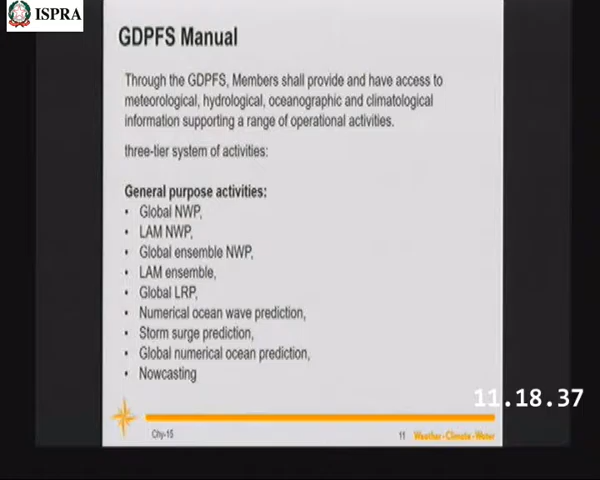 ISPRA
GDPFS Manual
Through the GDPFS, Members shall provide and have access to
meteorological, hydrological, oceanographic and climatological
information supporting a range of operational activities.
three-tier system of activities:
General purpose activities:
• Global NWP,
• LAM NWP,
• Global ensemble NWP,
• LAM ensemble,
• Global LRP,
• Numerical ocean wave prediction,
• Storm surge prediction,
• Global numerical ocean prediction,
• Nowcasting
11.18.37
Chy-15
11 Weather - Climate - Water